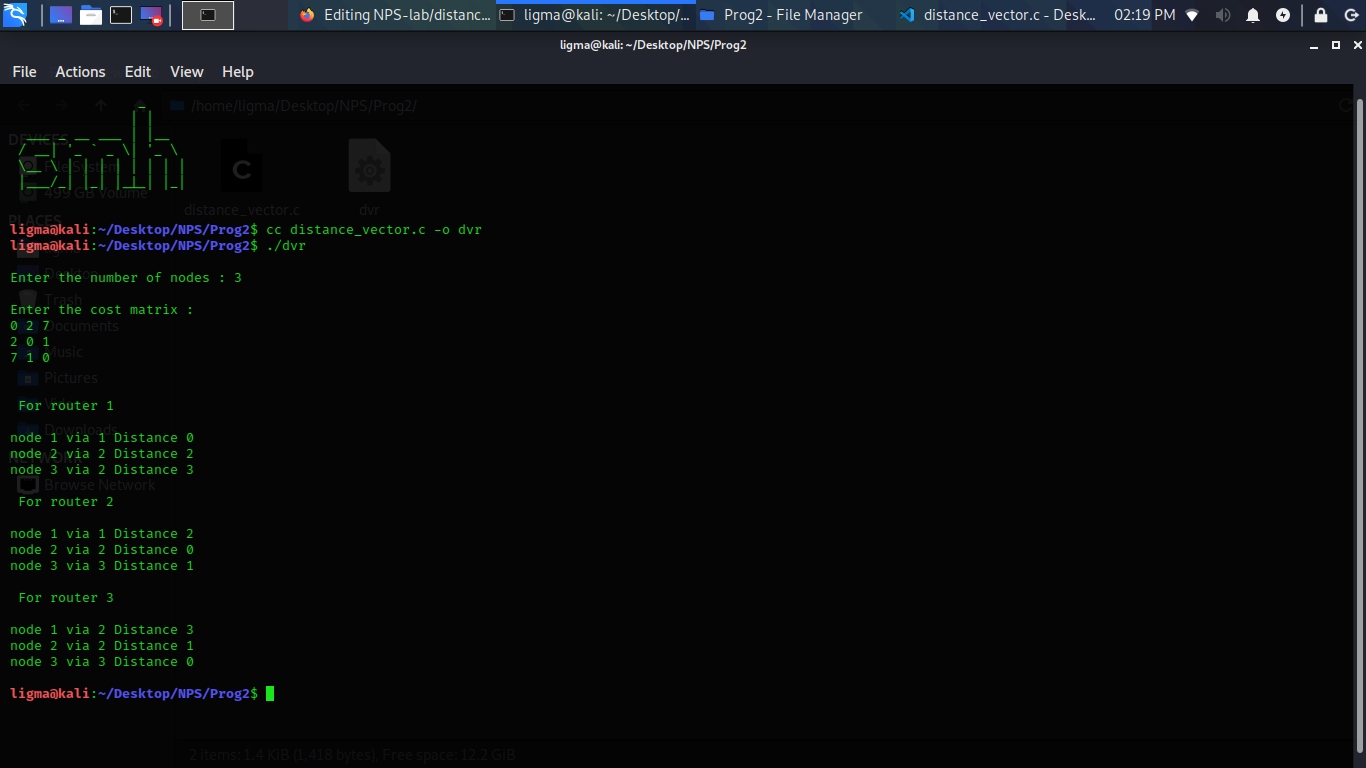 Editing NPS-lab/distanc...
ligma@kali: ~/Desktop/...
Prog2 - File Manager
distance_vector.c - Desk...
02:19 PM
ligma@kali: ~/Desktop/NPS/Prog2
File Actions Edit View Help
/home/ligma/Desktop/NPS/Prog2/
DEVICES
File System
499 GB Volume
distance_vector.c
dvr
PLACES
ligma@kali:~/Desktop/NPS/Prog2$ cc distance_vector.c -o dvr
ligma@kali:~/Desktop/NPS/Prog2$ ./dvr
Enter the number of nodes : 3
Trash
Enter the cost matrix :
0 2 7
Documents
2 0 1
Music
7 1 0
Pictures
For router 1
Downloads
node 1 via 1 Distance 0
node 2 via 2 Distance 2
NETWORK
node 3 via 2 Distance 3
Browse Network
For router 2
node 1 via 1 Distance 2
node 2 via 2 Distance 0
node 3 via 3 Distance 1
For router 3
node 1 via 2 Distance 3
node 2 via 2 Distance 1
node 3 via 3 Distance 0
ligma@kali:~/Desktop/NPS/Prog2$
2 items: 1.4 KiB (1,418 bytes), Free space: 12.2 GiB